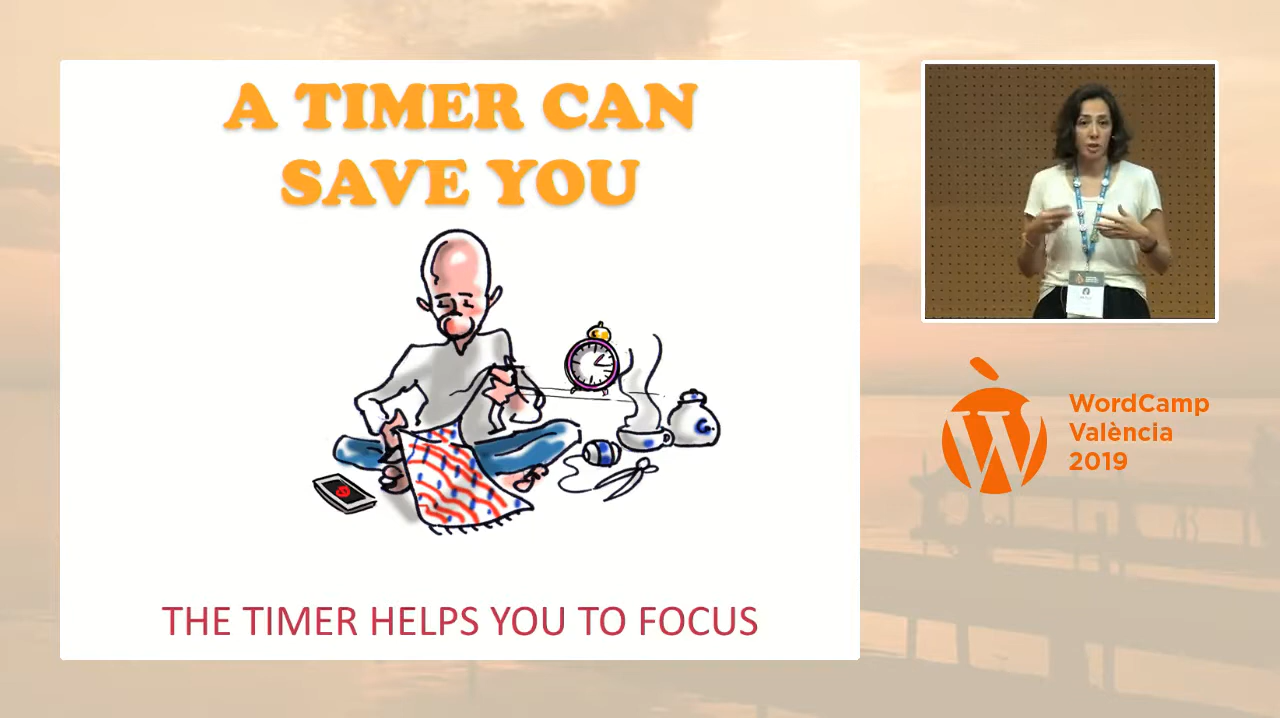 A TIMER CAN
SAVE YOU
THE TIMER HELPS YOU TO FOCUS
WordCamp
València
2019